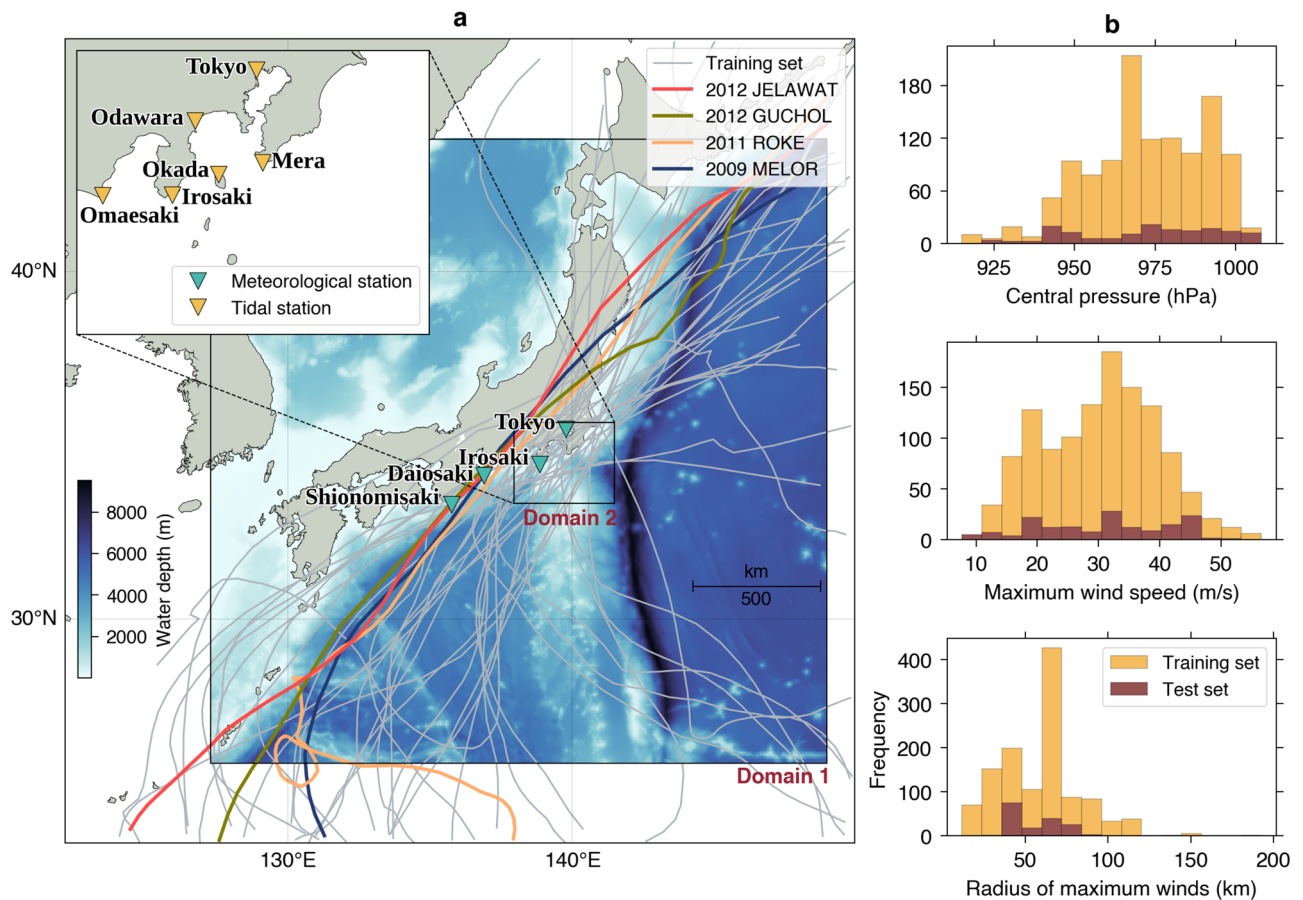 a
Tokyo
Odawara
Okada
Mera
Irosaki
Omaesaki
Meteorological station
Tidal station
Training set
2012 JELAWAT
2012 GUCHOL
2011 ROKE
2009 MELOR
40°N
30°N
130°E
140°E
Tokyo
Irosaki
Daiosaki
Shionomisaki
Domain 2
km
500
Domain 1
8000
6000
4000
2000
Water depth (m)
b
180
120
60
0
925 950 975 1000
Central pressure (hPa)
150
100
50
0
10 20 30 40 50
Maximum wind speed (m/s)
Frequency
400
300
200
100
0
Training set
Test set
50 100 150 200
Radius of maximum winds (km)